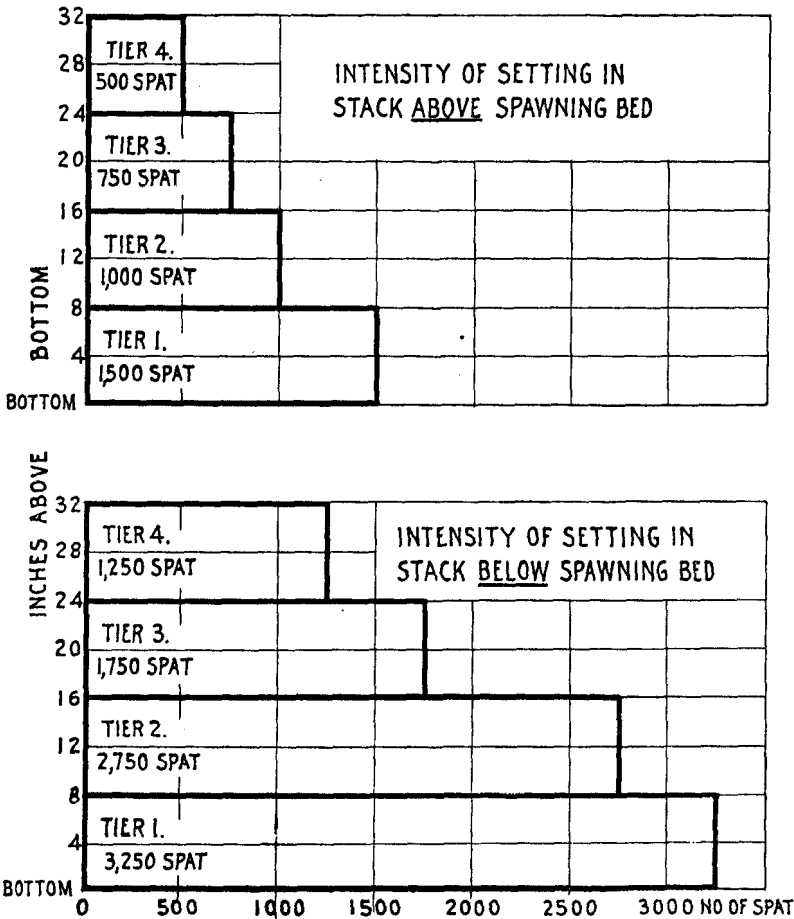 32
28
24
20
16
12
8
4
BOTTOM
TIER 4.
500 SPAT
TIER 3.
750 SPAT
TIER 2.
1,000 SPAT
TIER 1.
1,500 SPAT
INTENSITY OF SETTING IN
STACK ABOVE SPAWNING BED
INCHES ABOVE BOTTOM
32
28
24
20
16
12
8
4
BOTTOM
TIER 4.
1,250 SPAT
TIER 3.
1,750 SPAT
TIER 2.
2,750 SPAT
TIER 1.
3,250 SPAT
INTENSITY OF SETTING IN
STACK BELOW SPAWNING BED
0 500 1000 1500 2000 2500 3000 NO OF SPAT